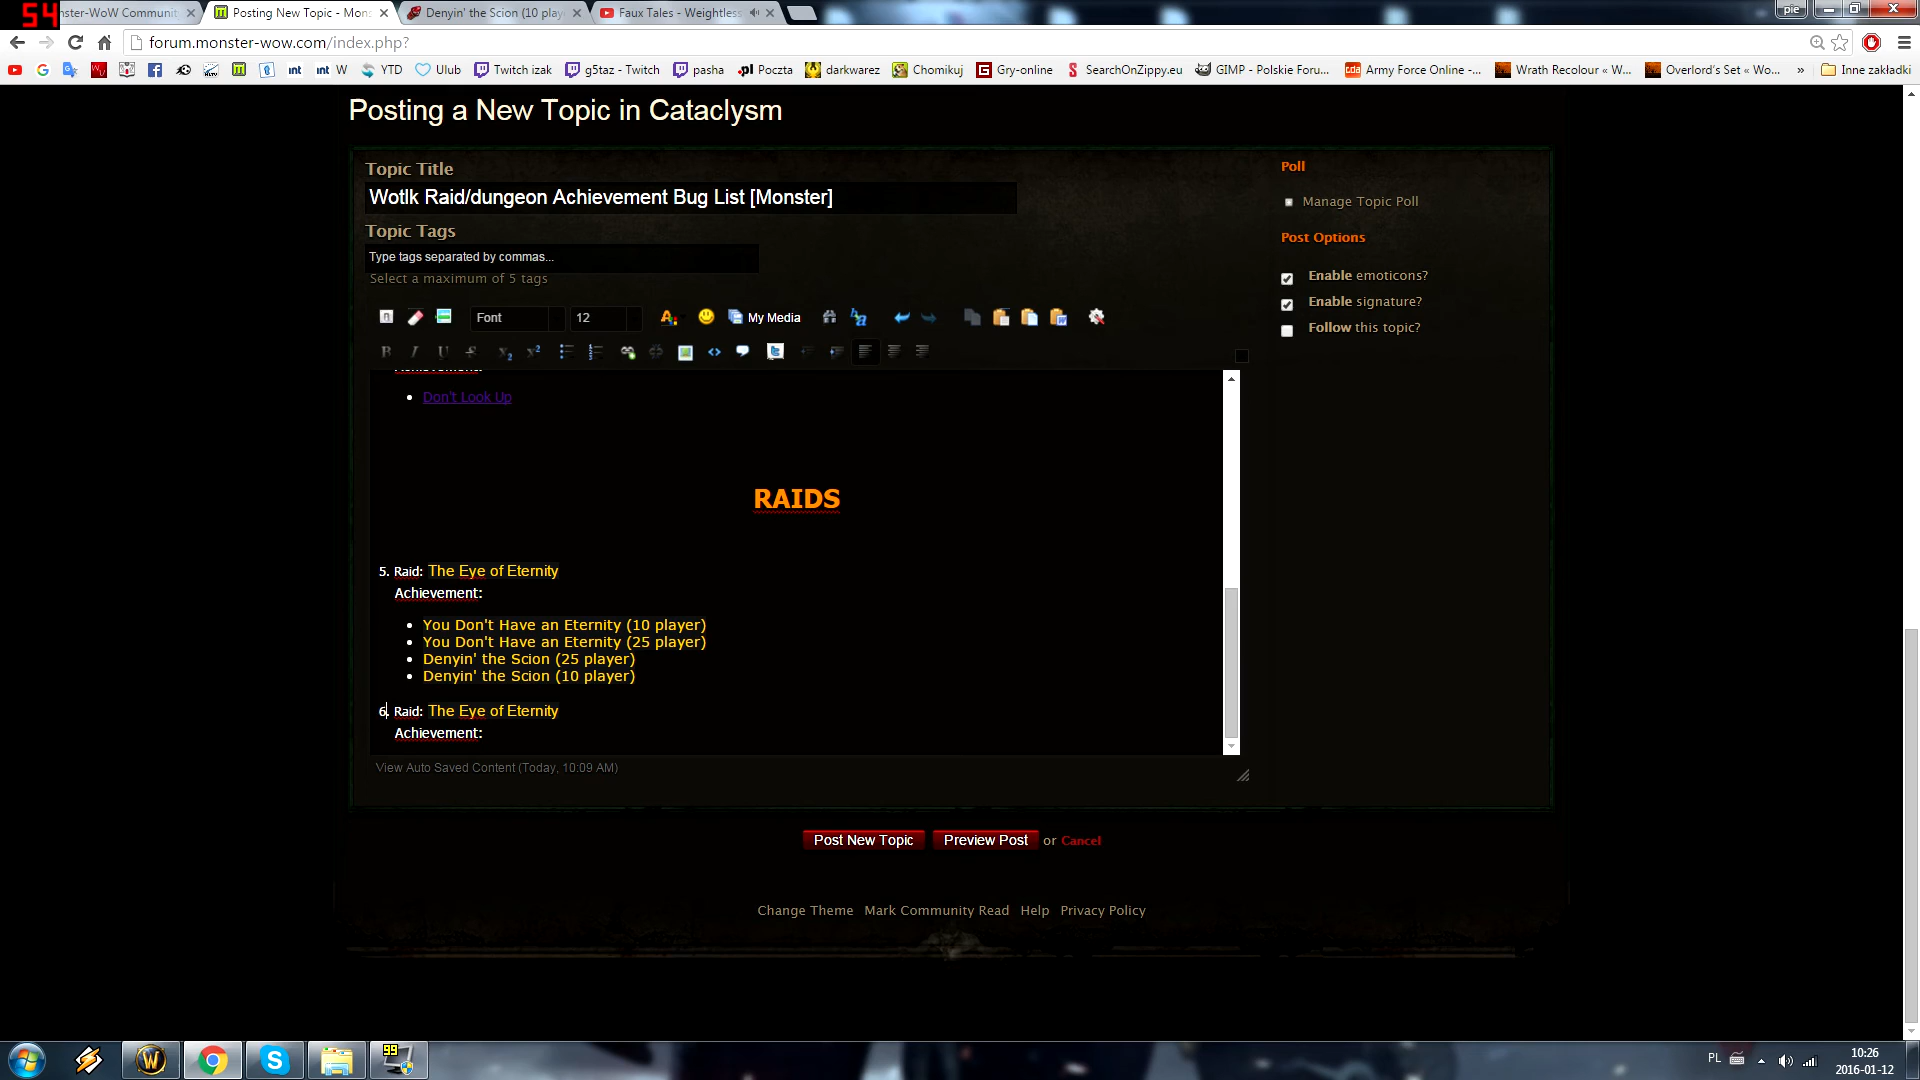 54
nster-WoW Communit
Posting New Topic - Mons
Denyin' the Scion (10 play
Faux Tales - Weightless
pie
forum.monster-wow.com/index.php?
int
int W
YTD
Ulub
Twitch izak
g5taz - Twitch
pasha
.pl Poczta
darkwarez
Chomikuj
Gry-online
SearchOnZippy.eu
GIMP - Polskie Foru...
Army Force Online -...
Wrath Recolour « W...
Overlord's Set « Wo...
»
Inne zakładki
Posting a New Topic in Cataclysm
Topic Title
Wotlk Raid/dungeon Achievement Bug List [Monster]
Topic Tags
Type tags separated by commas...
Select a maximum of 5 tags
Poll
Manage Topic Poll
Post Options
Enable emoticons?
Enable signature?
Follow this topic?
Font
12
My Media
Achievement:
• Don't Look Up
RAIDS
5. Raid: The Eye of Eternity
Achievement:
• You Don't Have an Eternity (10 player)
• You Don't Have an Eternity (25 player)
• Denyin' the Scion (25 player)
• Denyin' the Scion (10 player)
6. Raid: The Eye of Eternity
Achievement:
View Auto Saved Content (Today, 10:09 AM)
Post New Topic
Preview Post
or Cancel
Change Theme
Mark Community Read
Help
Privacy Policy
99
PL
10:26
2016-01-12